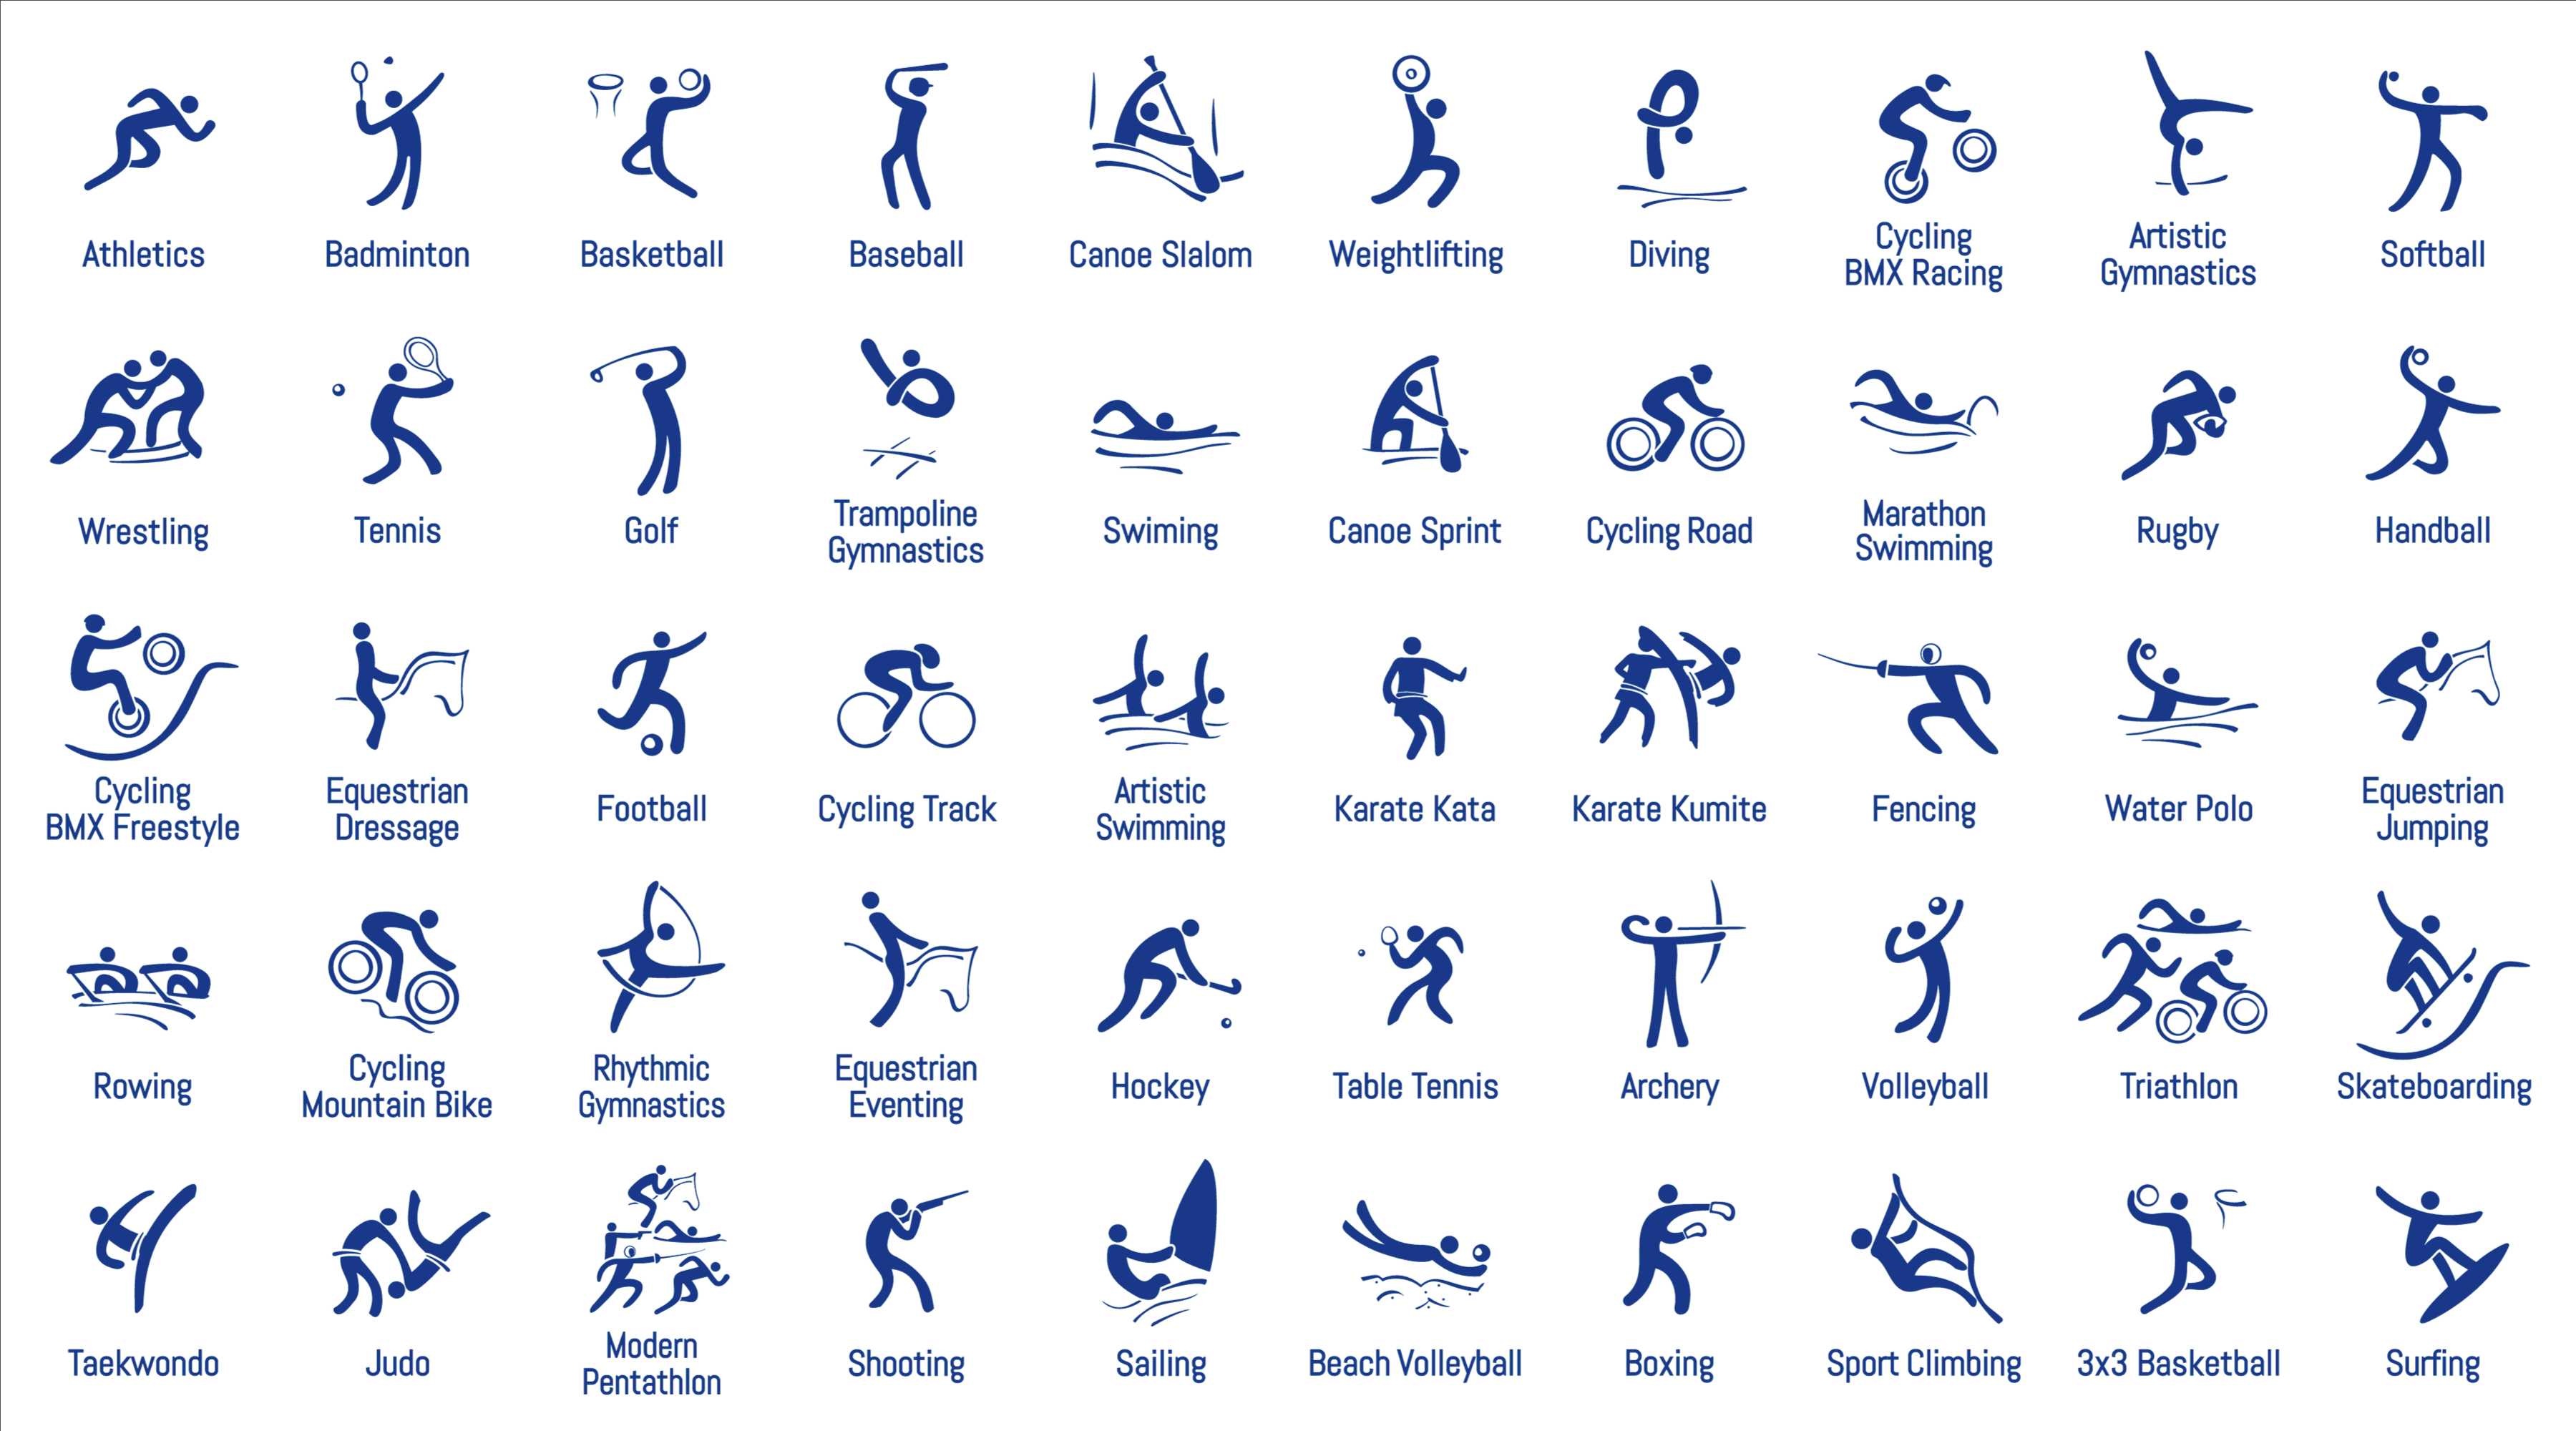 Athletics
Badminton
Basketball
Baseball
Canoe Slalom
Weightlifting
Diving
Cycling
BMX Racing
Artistic
Gymnastics
Softball
Wrestling
Tennis
Golf
Trampoline
Gymnastics
Swiming
Canoe Sprint
Cycling Road
Marathon
Swimming
Rugby
Handball
Cycling
BMX Freestyle
Equestrian
Dressage
Football
Cycling Track
Artistic
Swimming
Karate Kata
Karate Kumite
Fencing
Water Polo
Equestrian
Jumping
Rowing
Cycling
Mountain Bike
Rhythmic
Gymnastics
Equestrian
Eventing
Hockey
Table Tennis
Archery
Volleyball
Triathlon
Skateboarding
Taekwondo
Judo
Modern
Pentathlon
Shooting
Sailing
Beach Volleyball
Boxing
Sport Climbing
3x3 Basketball
Surfing